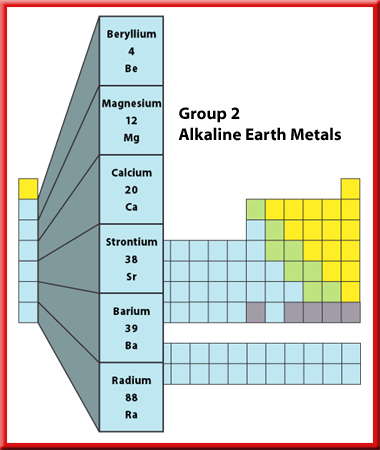 Beryllium
4
Be
Magnesium
12
Mg
Group 2
Alkaline Earth Metals
Calcium
20
Ca
Strontium
38
Sr
Barium
39
Ba
Radium
88
Ra